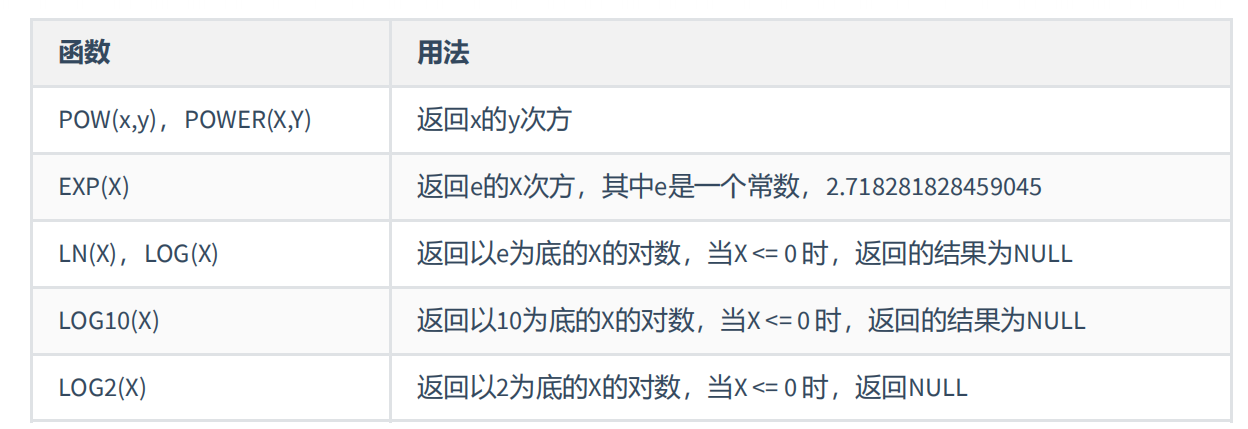 函数 用法
POW(x,y)，POWER(X,Y) 返回x的y次方
EXP(X) 返回e的X次方，其中e是一个常数，2.718281828459045
LN(X)，LOG(X) 返回以e为底的X的对数，当X <= 0 时，返回的结果为NULL
LOG10(X) 返回以10为底的X的对数，当X <= 0 时，返回的结果为NULL
LOG2(X) 返回以2为底的X的对数，当X <= 0 时，返回NULL